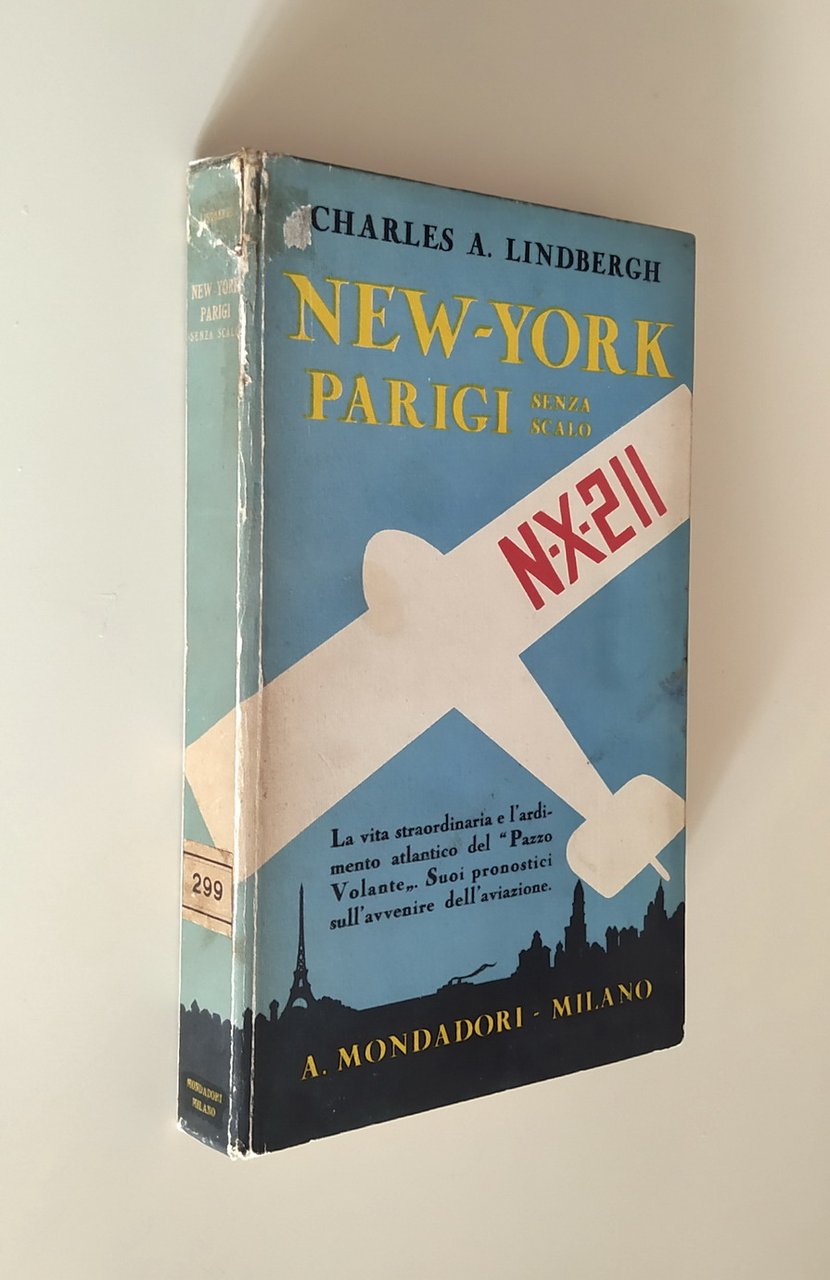 CHARLES A. LINDBERGH
NEW-YORK
PARIGI SENZA
SCALO
N-X-211
La vita straordinaria e l'ardi-
mento atlantico del "Pazzo
Volante„. Suoi pronostici
sull'avvenire dell'aviazione.
A. MONDADORI - MILANO
NEW YORK
PARIGI
SENZA SCALO
299
MONDADORI
MILANO